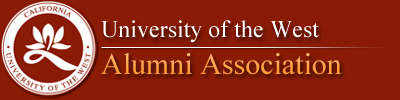 CALIFORNIA
UNIVERSITY OF THE WEST
University of the West
Alumni Association